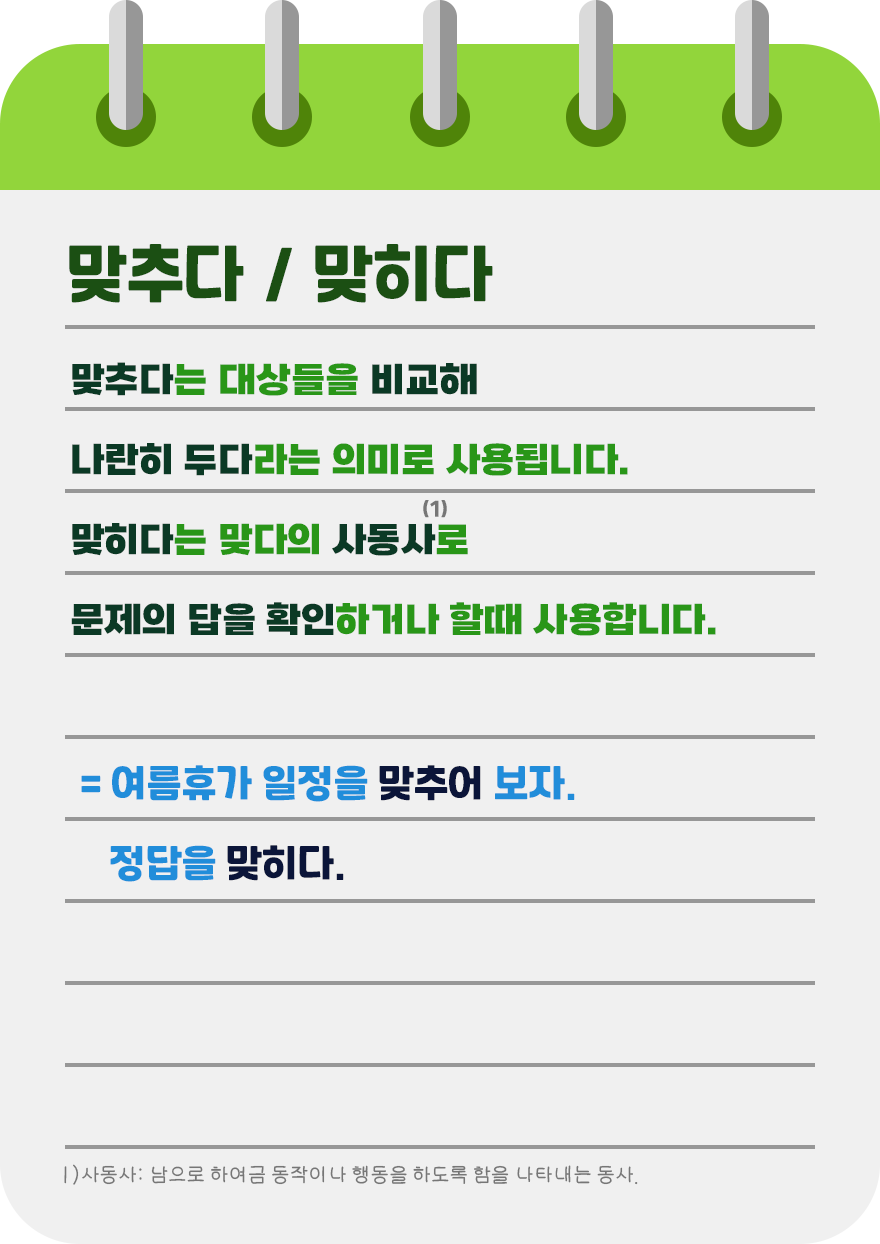 맞추다 / 맞히다
맞추다는 대상들을 비교해
나란히 두다라는 의미로 사용됩니다.
(1)
맞히다는 맞다의 사동사로
문제의 답을 확인하거나 할때 사용합니다.
= 여름휴가 일정을 맞추어 보자.
정답을 맞히다.
1)사동사: 남으로 하여금 동작이나 행동을 하도록 함을 나타내는 동사.